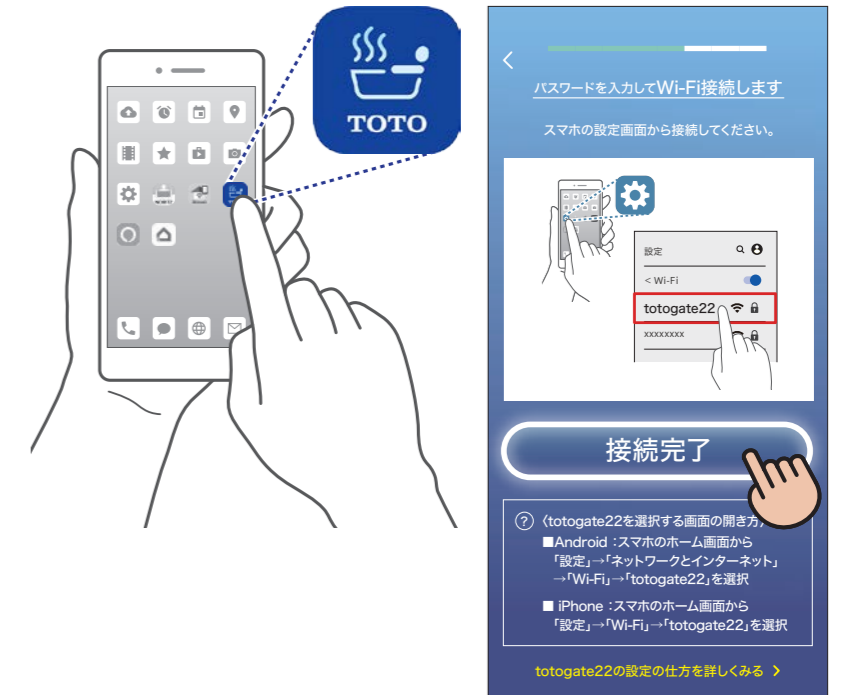 TOTO
パスワードを入力してWi-Fi接続します
スマホの設定画面から接続してください。
設定
< Wi-Fi
totogate22
xxxxxxxx
接続完了
? 〈totogate22を選択する画面の開き方〉
■Android：スマホのホーム画面から
「設定」→「ネットワークとインターネット」
→「Wi-Fi」→「totogate22」を選択
■ iPhone：スマホのホーム画面から
「設定」→「Wi-Fi」→「totogate22」を選択
totogate22の設定の仕方を詳しくみる >